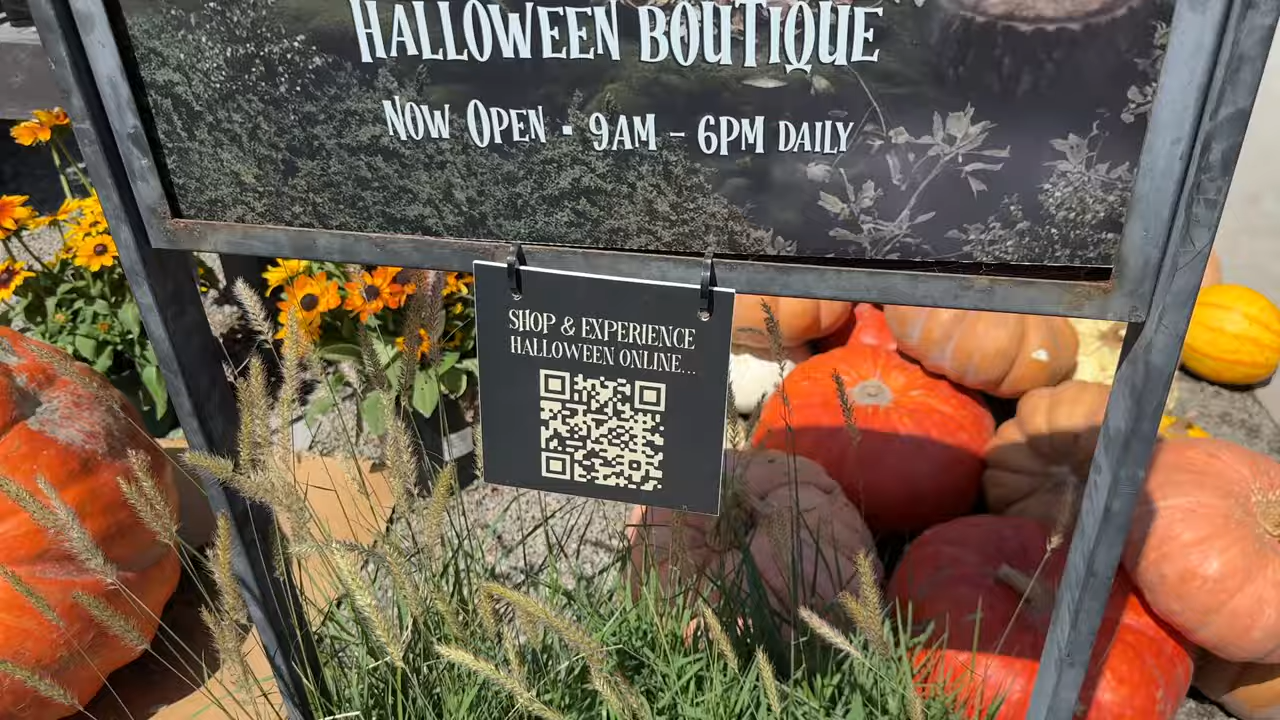 HALLOWEEN BOUTIQUE
NOW OPEN · 9AM – 6PM DAILY
SHOP & EXPERIENCE
HALLOWEEN ONLINE...